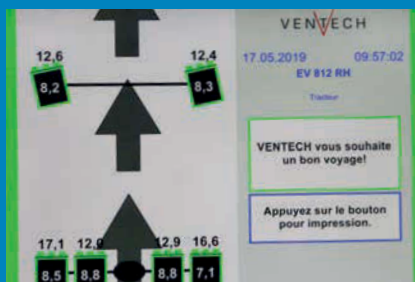 VENTECH
12,6 12,4 17.05.2019 09:57:02
EV 812 RH
8,2 8,3
Tracteur
VENTECH vous souhaite
un bon voyage!
Appuyez sur le bouton
pour impression.
17,1 12,9 16,6
8,5 8,8 8,8 7,1